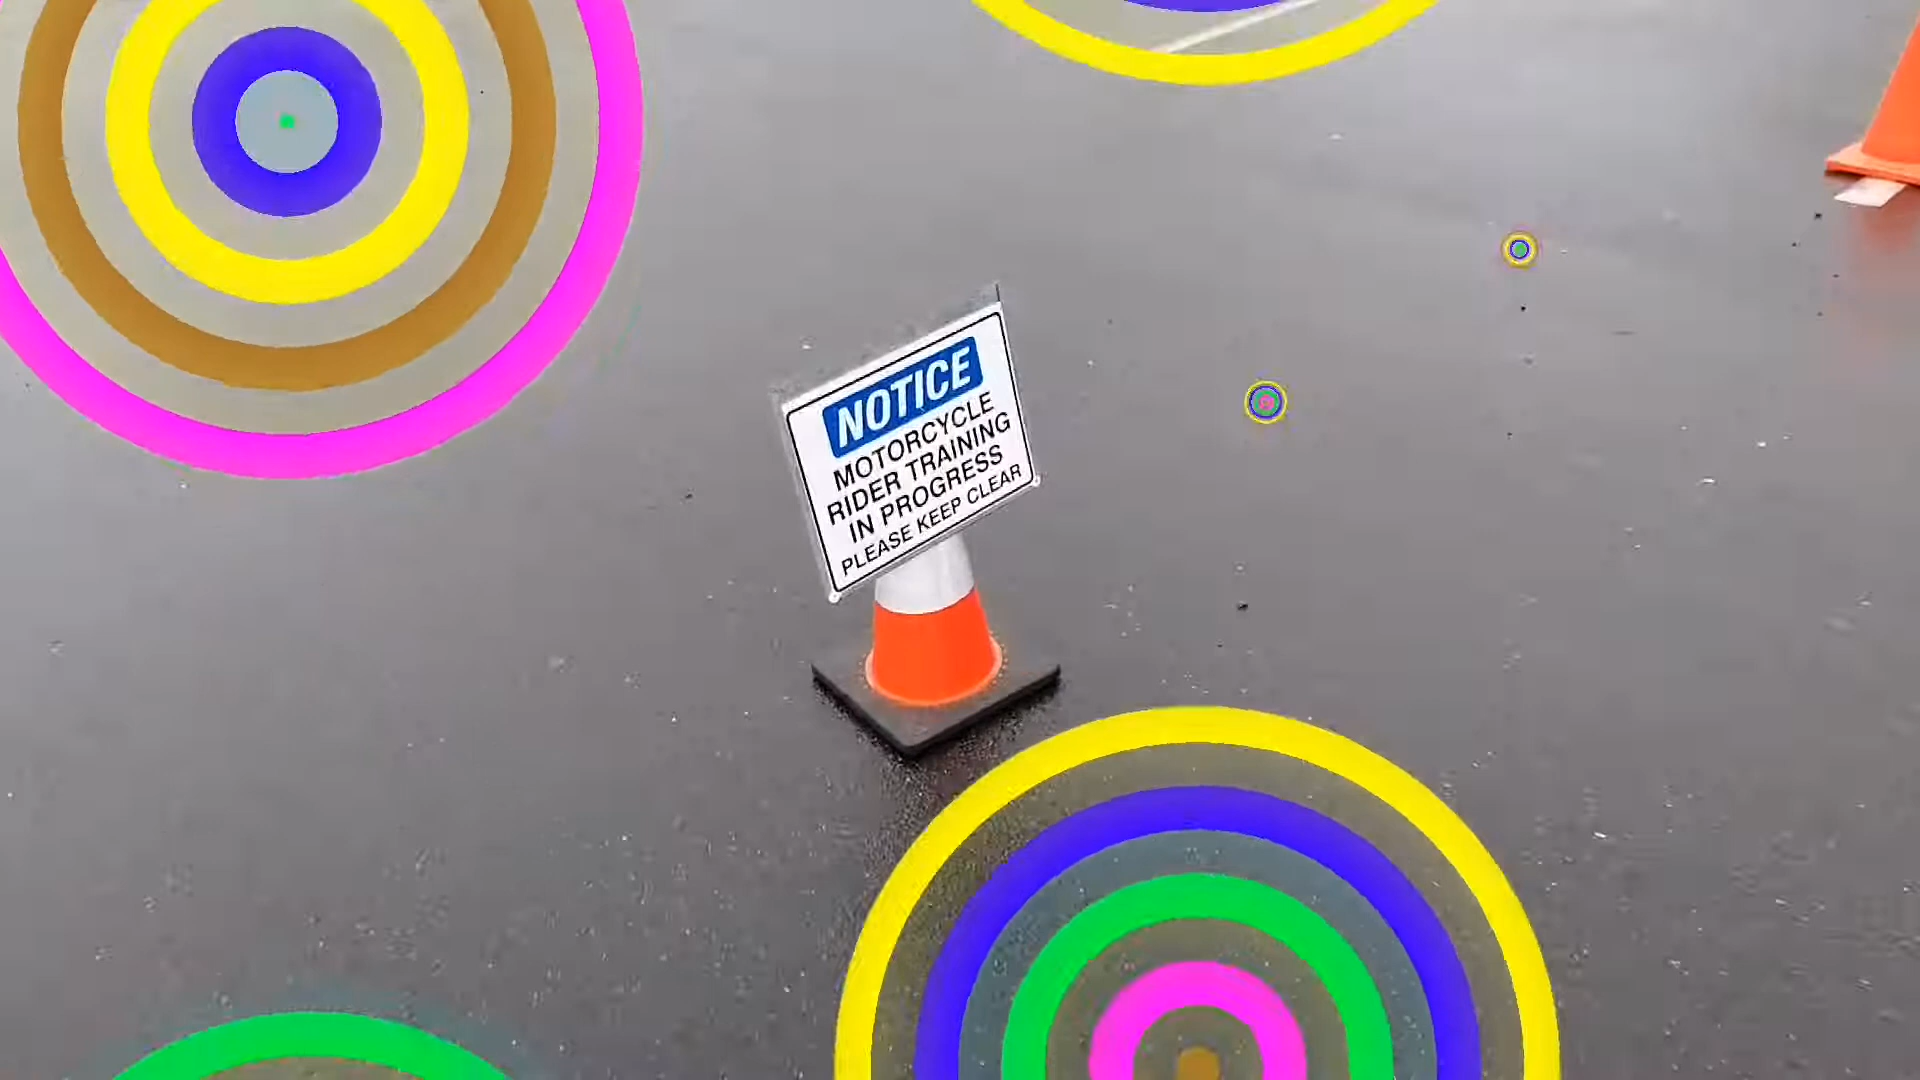 NOTICE
MOTORCYCLE
RIDER TRAINING
IN PROGRESS
PLEASE KEEP CLEAR